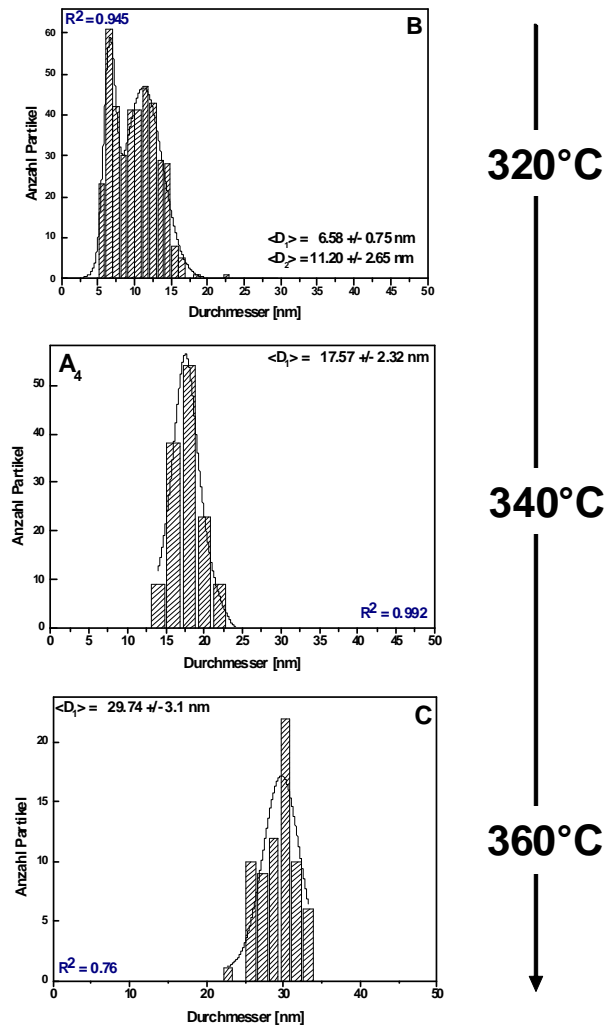 R² = 0.945
B
60
50
40
30
20
10
0
Anzahl Partikel
<D₁> = 6.58 +/- 0.75 nm
<D₂> = 11.20 +/- 2.65 nm
0 5 10 15 20 25 30 35 40 45 50
Durchmesser [nm]
320°C
A₄
<D₁> = 17.57 +/- 2.32 nm
50
40
30
20
10
0
Anzahl Partikel
R² = 0.992
0 5 10 15 20 25 30 35 40 45 50
Durchmesser [nm]
340°C
<D₁> = 29.74 +/- 3.1 nm
C
20
15
10
5
0
Anzahl Partikel
R² = 0.76
0 10 20 30 40 50
Durchmesser [nm]
360°C